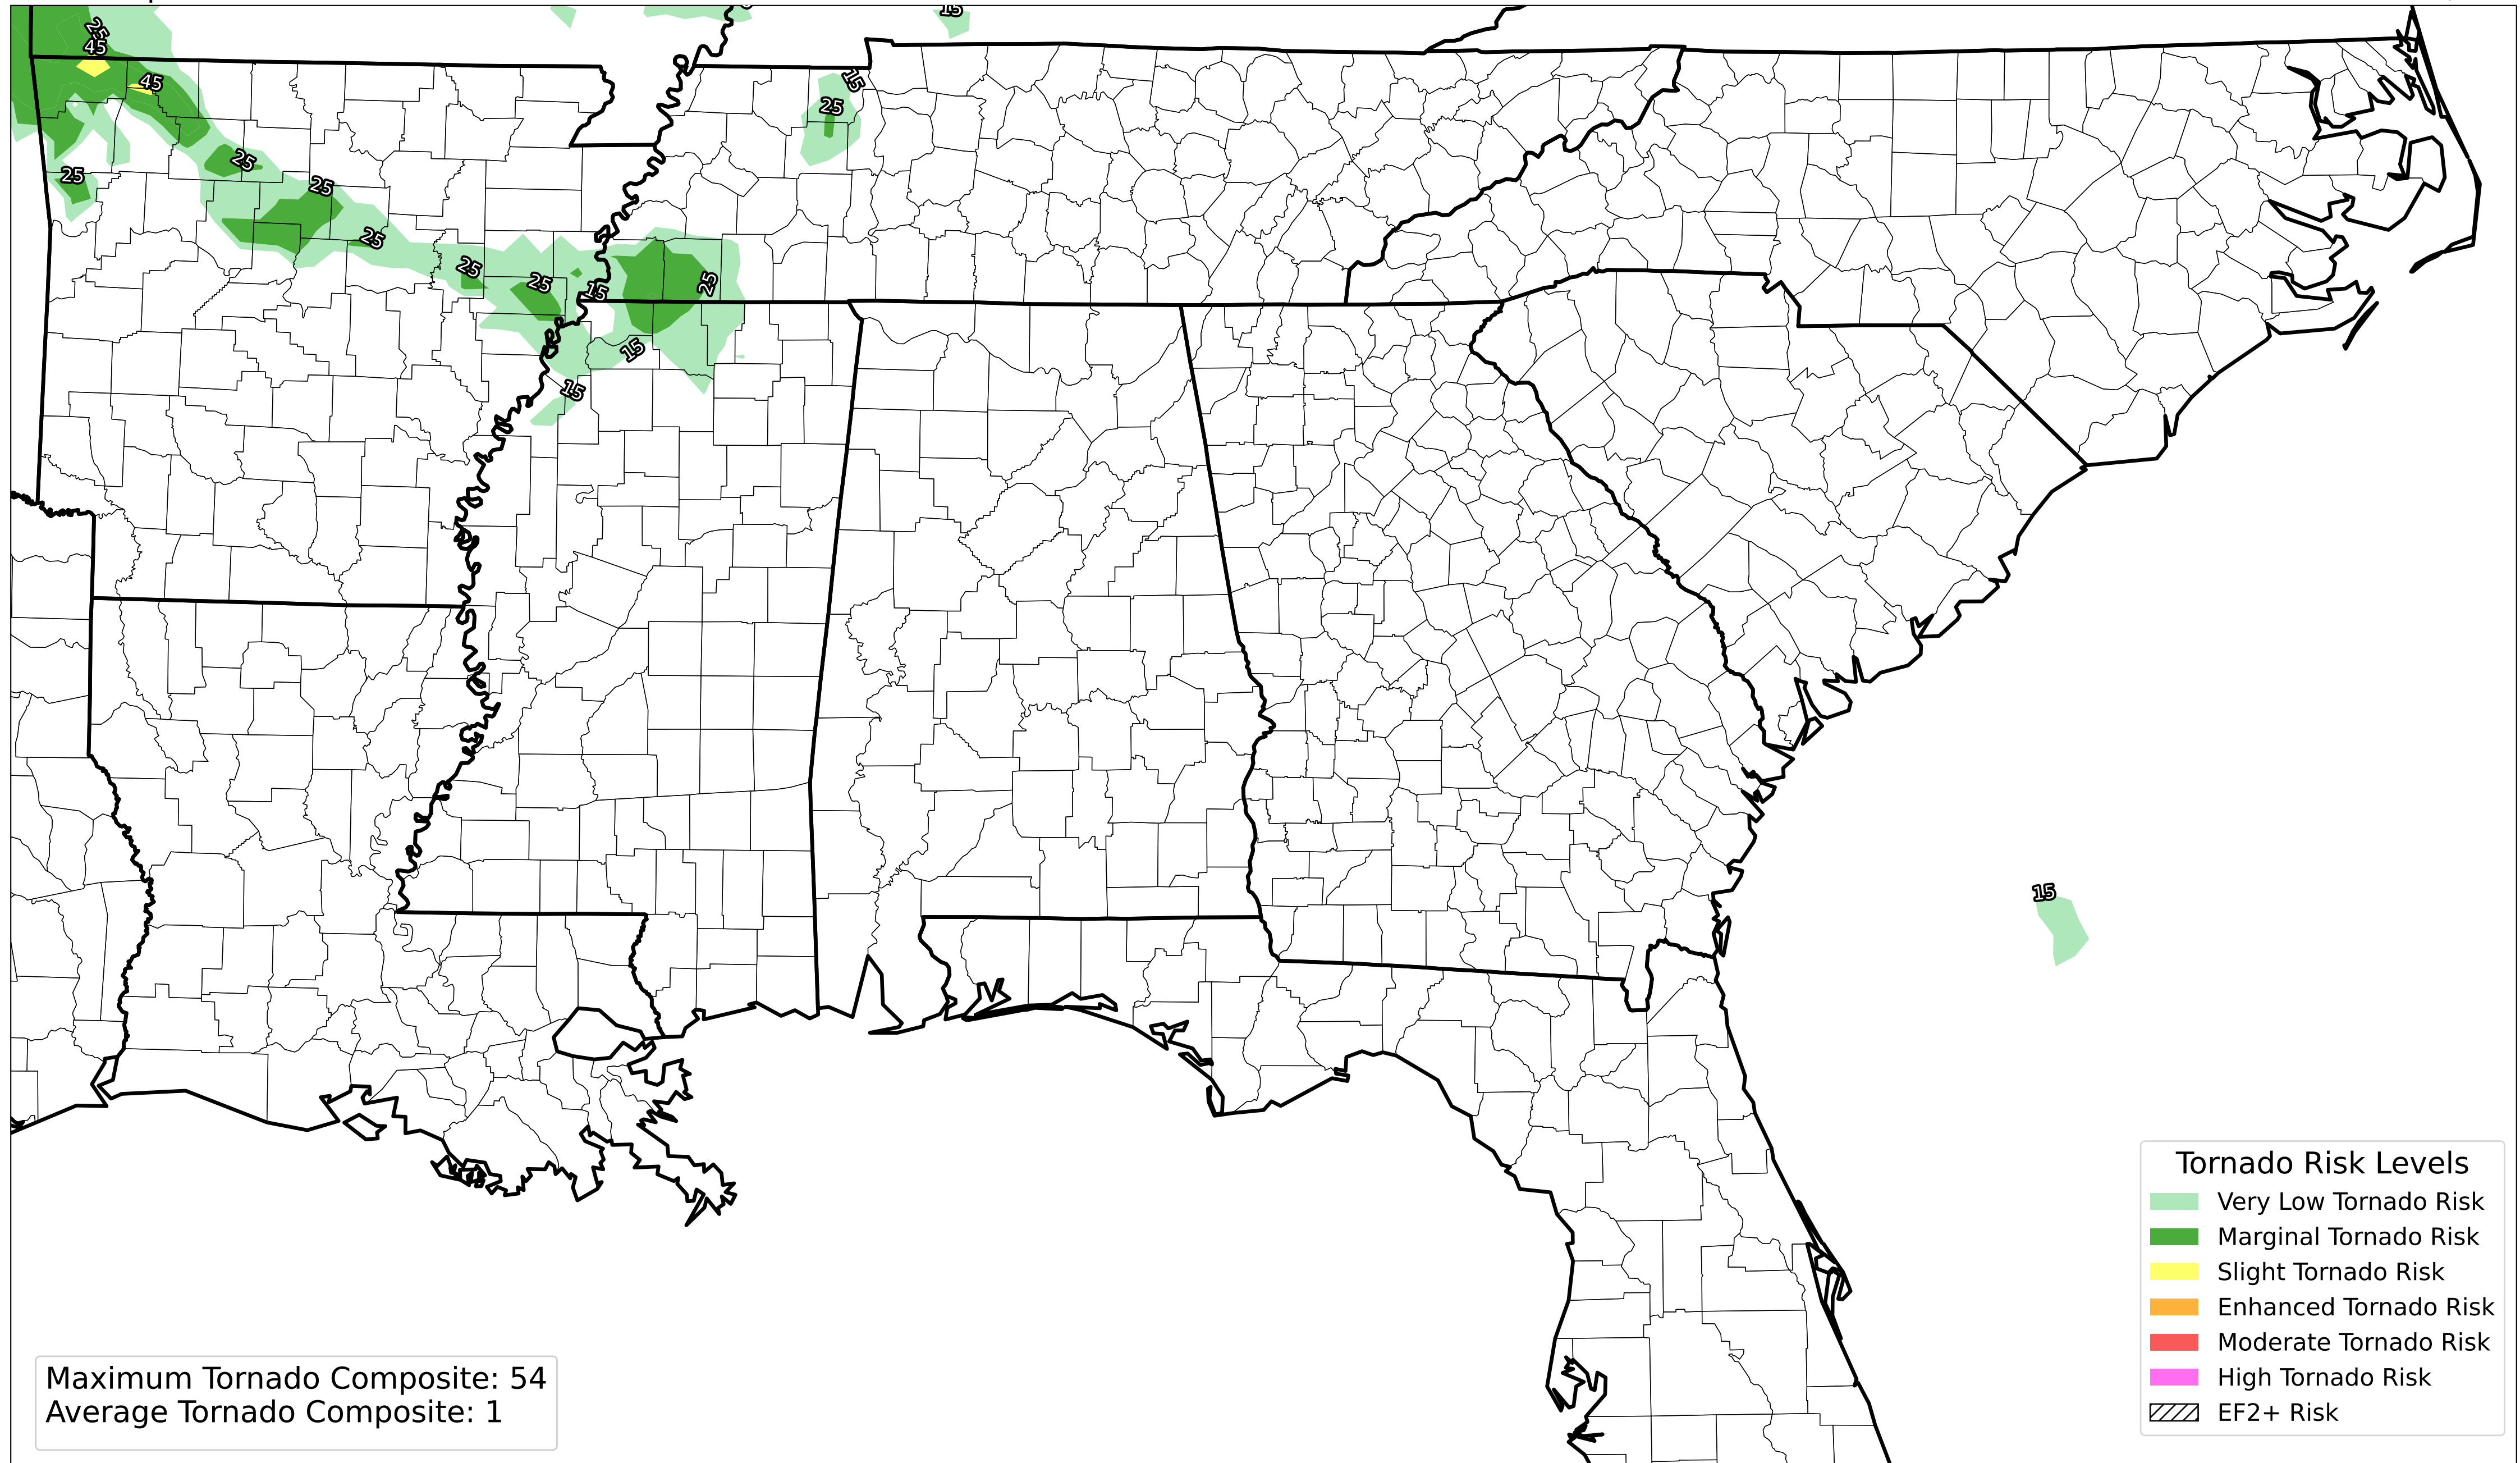 15
25
45
15
45
25
25
25
25
25
25
25
15
25
15
15
15
Tornado Risk Levels
Very Low Tornado Risk
Marginal Tornado Risk
Slight Tornado Risk
Enhanced Tornado Risk
Moderate Tornado Risk
High Tornado Risk
EF2+ Risk
Maximum Tornado Composite: 54
Average Tornado Composite: 1